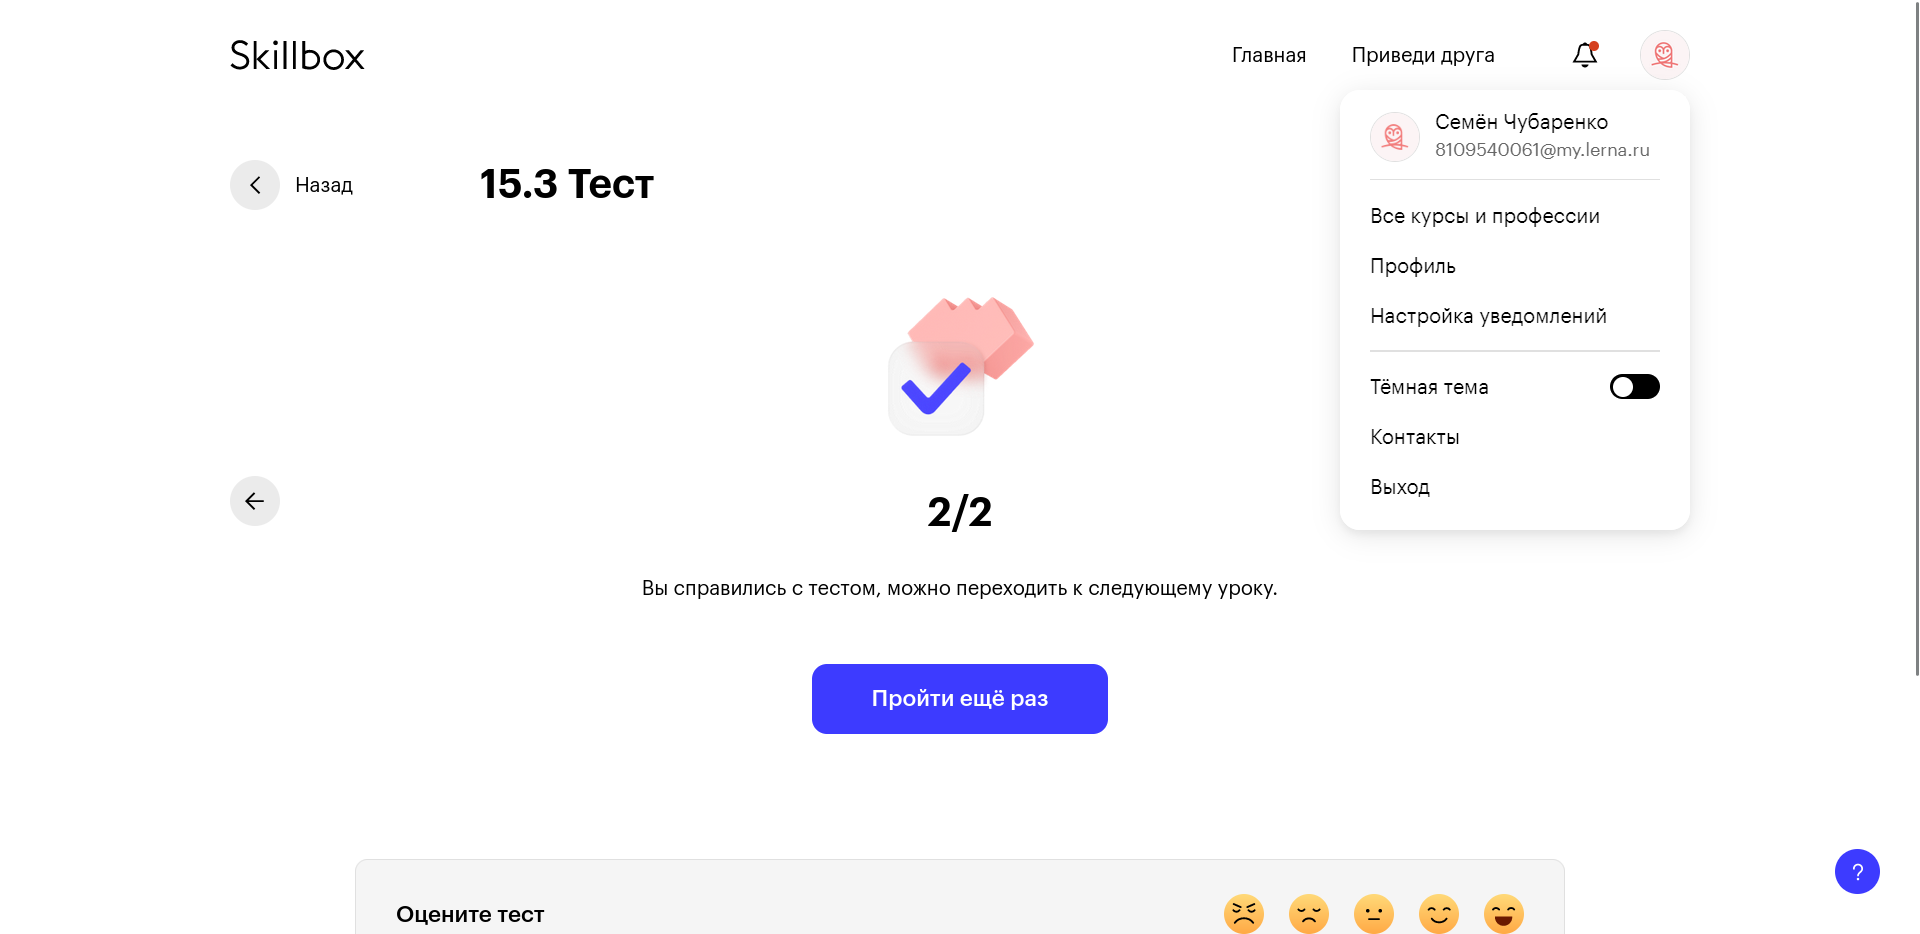 Skillbox
Главная
Приведи друга
Семён Чубаренко
8109540061@my.lerna.ru
Назад
15.3 Тест
Все курсы и профессии
Профиль
Настройка уведомлений
Тёмная тема
Контакты
Выход
2/2
Вы справились с тестом, можно переходить к следующему уроку.
Пройти ещё раз
?
Оцените тест